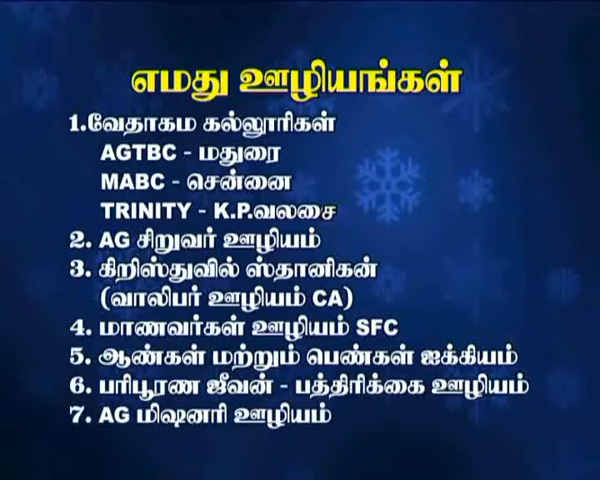 எமது ஊழியங்கள்
1.வேதாகம கல்லூரிகள்
AGTBC - மதுரை
MABC - சென்னை
TRINITY - K.P.வலசை
2. AG சிறுவர் ஊழியம்
3. கிறிஸ்துவில் ஸ்தானிகன்
(வாலிபர் ஊழியம் CA)
4. மாணவர்கள் ஊழியம் SFC
5. ஆண்கள் மற்றும் பெண்கள் ஐக்கியம்
6. பரிபூரண ஜீவன் - பத்திரிக்கை ஊழியம்
7. AG மிஷனரி ஊழியம்